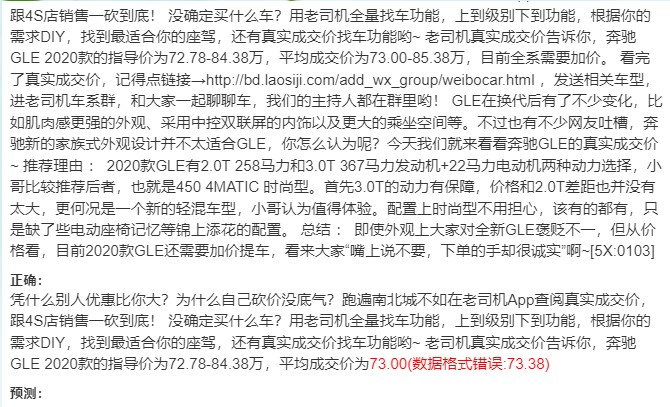 跟4S店销售一砍到底！ 没确定买什么车？用老司机全量找车功能，上到级别下到功能，根据你的
需求DIY，找到最适合你的座驾，还有真实成交价找车功能哟~ 老司机真实成交价告诉你，奔驰
GLE 2020款的指导价为72.78-84.38万，平均成交价为73.00-85.38万，目前全系需要加价。 看完
了真实成交价，记得点链接→http://bd.laosiji.com/add_wx_group/weibocar.html ，发送相关车型，
进老司机车系群，和大家一起聊聊车，我们的主持人都在群里哟！ GLE在换代后有了不少变化，比
如肌肉感更强的外观、采用中控双联屏的内饰以及更大的乘坐空间等。不过也有不少网友吐槽，奔
驰新的家族式外观设计并不太适合GLE，你怎么认为呢？今天我们就来看看奔驰GLE的真实成交价
~ 推荐理由 ： 2020款GLE有2.0T 258马力和3.0T 367马力发动机+22马力电动机两种动力选择，小
哥比较推荐后者，也就是450 4MATIC 时尚型。首先3.0T的动力有保障，价格和2.0T差距也并没有
太大，更何况是一个新的轻混车型，小哥认为值得体验。配置上时尚型不用担心，该有的都有，只
是缺了些电动座椅记忆等锦上添花的配置。 总结 ： 即使外观上大家对全新GLE褒贬不一，但从价
格看，目前2020款GLE还需要加价提车，看来大家“嘴上说不要，下单的手却很诚实”啊~[5X:0103]
正确：
凭什么别人优惠比你大？为什么自己砍价没底气？跑遍南北城不如在老司机App查阅真实成交价，
跟4S店销售一砍到底！ 没确定买什么车？用老司机全量找车功能，上到级别下到功能，根据你的
需求DIY，找到最适合你的座驾，还有真实成交价找车功能哟~ 老司机真实成交价告诉你，奔驰
GLE 2020款的指导价为72.78-84.38万，平均成交价为73.00(数据格式错误:73.38)
预测：